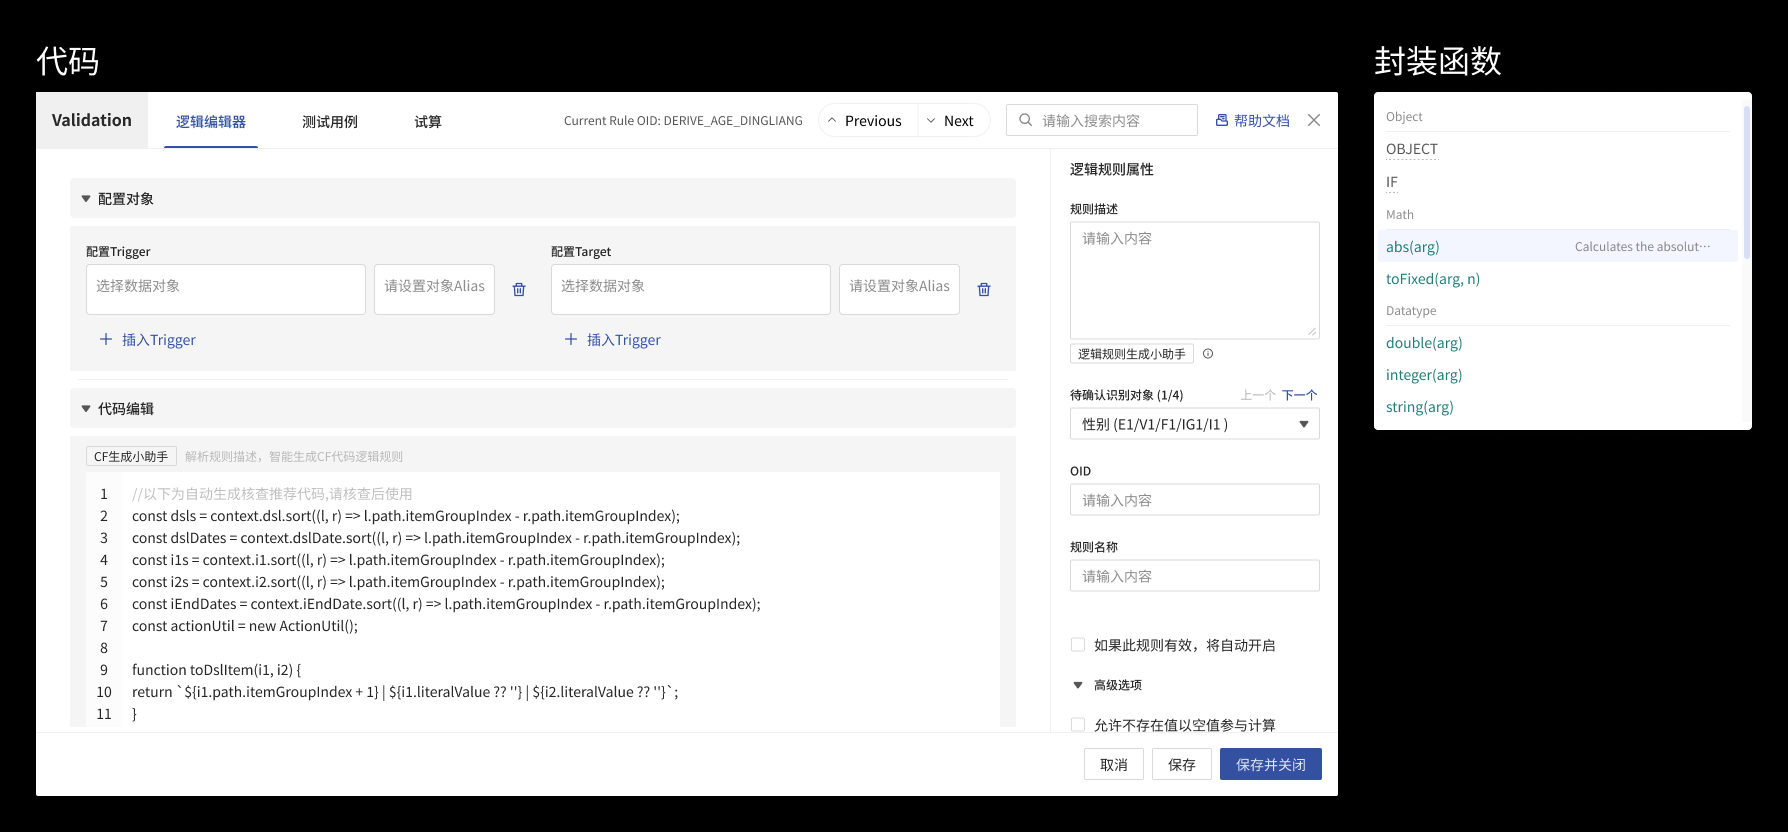 代码
封装函数
Validation
逻辑编辑器
测试用例
试算
Current Rule OID: DERIVE_AGE_DINGLIANG
Previous
Next
请输入搜索内容
帮助文档
配置对象
配置Trigger
配置Target
选择数据对象
请设置对象Alias
选择数据对象
请设置对象Alias
插入Trigger
插入Trigger
代码编辑
CF生成小助手
解析规则描述，智能生成CF代码逻辑规则
1 //以下为自动生成核查推荐代码,请核查后使用
2 const dsls = context.dsl.sort((l, r) => l.path.itemGroupIndex - r.path.itemGroupIndex);
3 const dslDates = context.dslDate.sort((l, r) => l.path.itemGroupIndex - r.path.itemGroupIndex);
4 const i1s = context.i1.sort((l, r) => l.path.itemGroupIndex - r.path.itemGroupIndex);
5 const i2s = context.i2.sort((l, r) => l.path.itemGroupIndex - r.path.itemGroupIndex);
6 const iEndDates = context.iEndDate.sort((l, r) => l.path.itemGroupIndex - r.path.itemGroupIndex);
7 const actionUtil = new ActionUtil();
8
9 function toDslItem(i1, i2) {
10 return `${i1.path.itemGroupIndex + 1} | ${i1.literalValue ?? ''} | ${i2.literalValue ?? ''}`;
11 }
逻辑规则属性
规则描述
请输入内容
逻辑规则生成小助手
待确认识别对象 (1/4)
上一个 下一个
性别 (E1/V1/F1/IG1/I1 )
OID
请输入内容
规则名称
请输入内容
如果此规则有效，将自动开启
高级选项
允许不存在值以空值参与计算
取消
保存
保存并关闭
Object
OBJECT
IF
Math
abs(arg)
Calculates the absolut···
toFixed(arg, n)
Datatype
double(arg)
integer(arg)
string(arg)